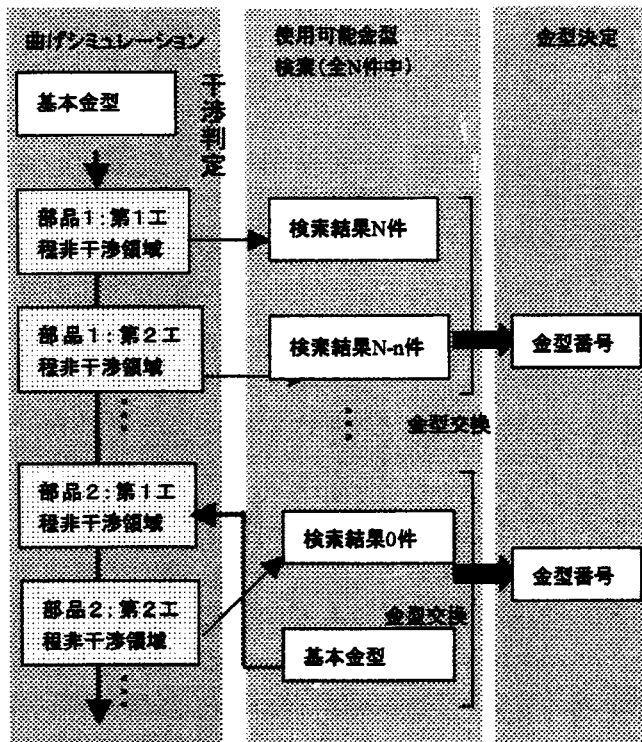 曲げシミュレーション
基本金型
干渉判定
部品1:第1工
程非干渉領域
部品1:第2工
程非干渉領域
部品2:第1工
程非干渉領域
部品2:第2工
程非干渉領域
使用可能金型
検索(全N件中)
検索結果N件
検索結果N-n件
金型交換
検索結果0件
金型交換
基本金型
金型決定
金型番号
金型番号